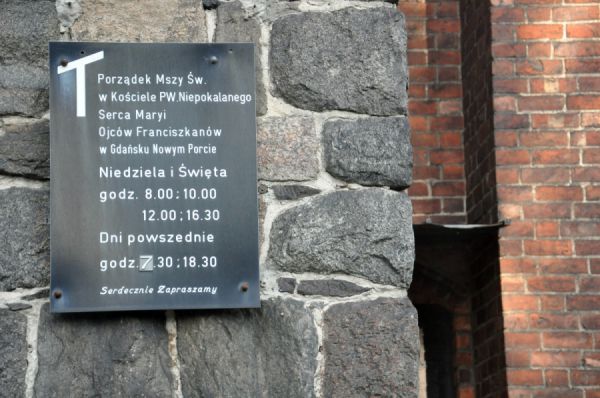 Porządek Mszy Św.
w Kościele PW. Niepokalanego
Serca Maryi
Ojców Franciszkanów
w Gdańsku Nowym Porcie
Niedziela i Święta
godz. 8.00; 10.00
12.00; 16.30
Dni powszednie
godz. 7.30; 18.30
Serdecznie Zapraszamy